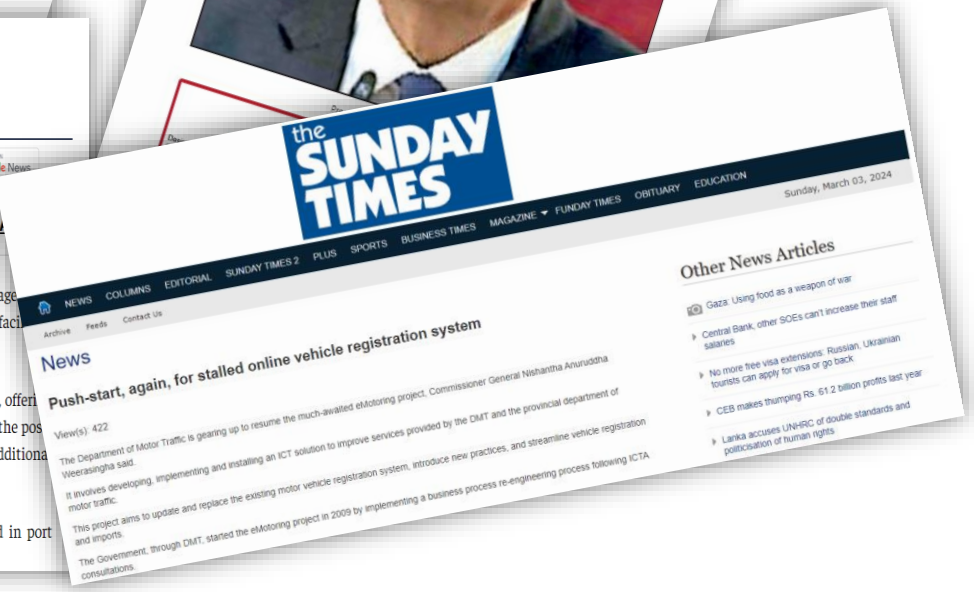 the
SUNDAY
TIMES
NEWS COLUMNS EDITORIAL SUNDAY TIMES 2 PLUS SPORTS BUSINESS TIMES MAGAZINE FUNDAY TIMES OBITUARY EDUCATION
Archive Feeds Contact Us
Sunday, March 03, 2024
News
Push-start, again, for stalled online vehicle registration system
View(s): 422
The Department of Motor Traffic is gearing up to resume the much-awaited eMotoring project, Commissioner General Nishantha Anuruddha
Weerasingha said.
It involves developing, implementing and installing an ICT solution to improve services provided by the DMT and the provincial department of
motor traffic.
This project aims to update and replace the existing motor vehicle registration system, introduce new practices, and streamline vehicle registration
and imports.
The Government, through DMT, started the eMotoring project in 2009 by implementing a business process re-engineering process following ICTA
consultations.
Other News Articles
Gaza: Using food as a weapon of war
Central Bank, other SOEs can't increase their staff
salaries
No more free visa extensions: Russian, Ukrainian
tourists can apply for visa or go back
CEB makes thumping Rs. 61.2 billion profits last year
Lanka accuses UNHRC of double standards and
politicisation of human rights
News
, offeri
the pos
dditiona
in port